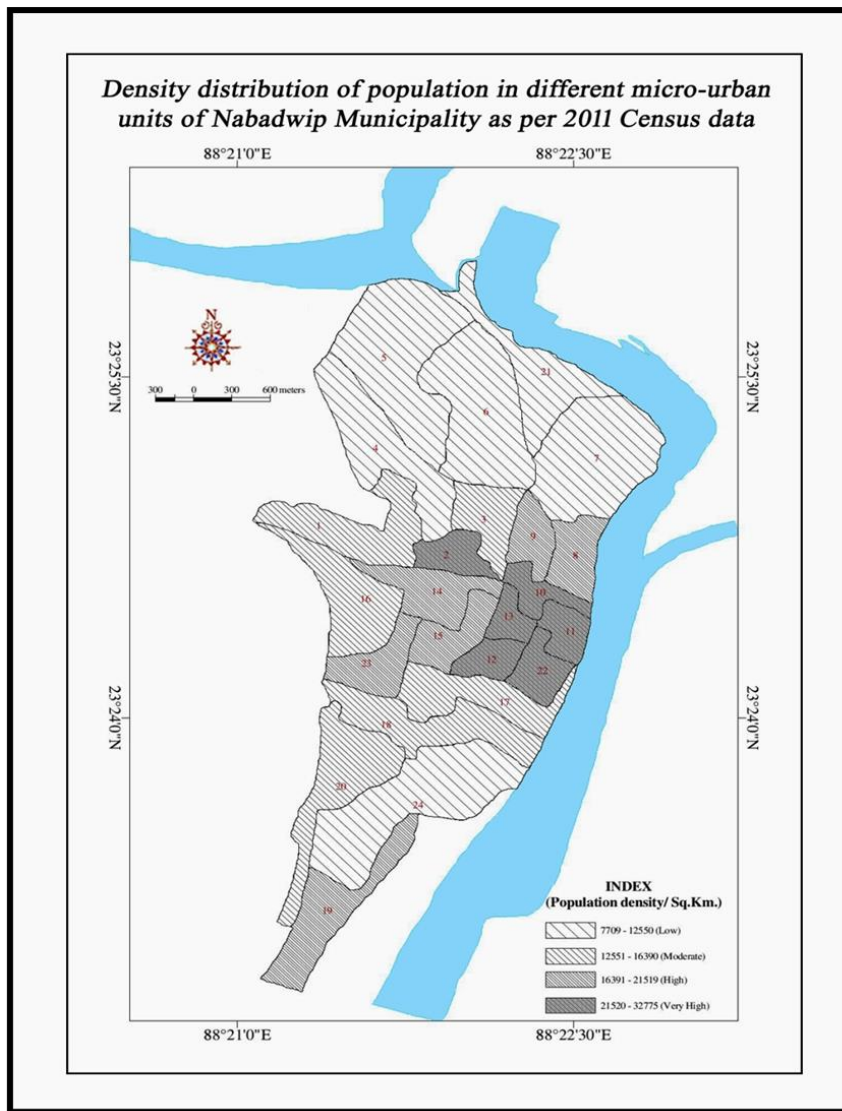 Density distribution of population in different micro-urban
units of Nabadwip Municipality as per 2011 Census data
88°21'0"E
88°22'30"E
N
300 0 300 600 meters
23°25'30"N
23°25'30"N
5
21
6
7
4
3
1
9
8
2
14
10
16
13
11
15
23
12
22
17
18
23°24'0"N
23°24'0"N
20
24
19
INDEX
(Population density/ Sq.Km.)
7709 - 12550 (Low)
12551 - 16390 (Moderate)
16391 - 21519 (High)
21520 - 32775 (Very High)
88°21'0"E
88°22'30"E